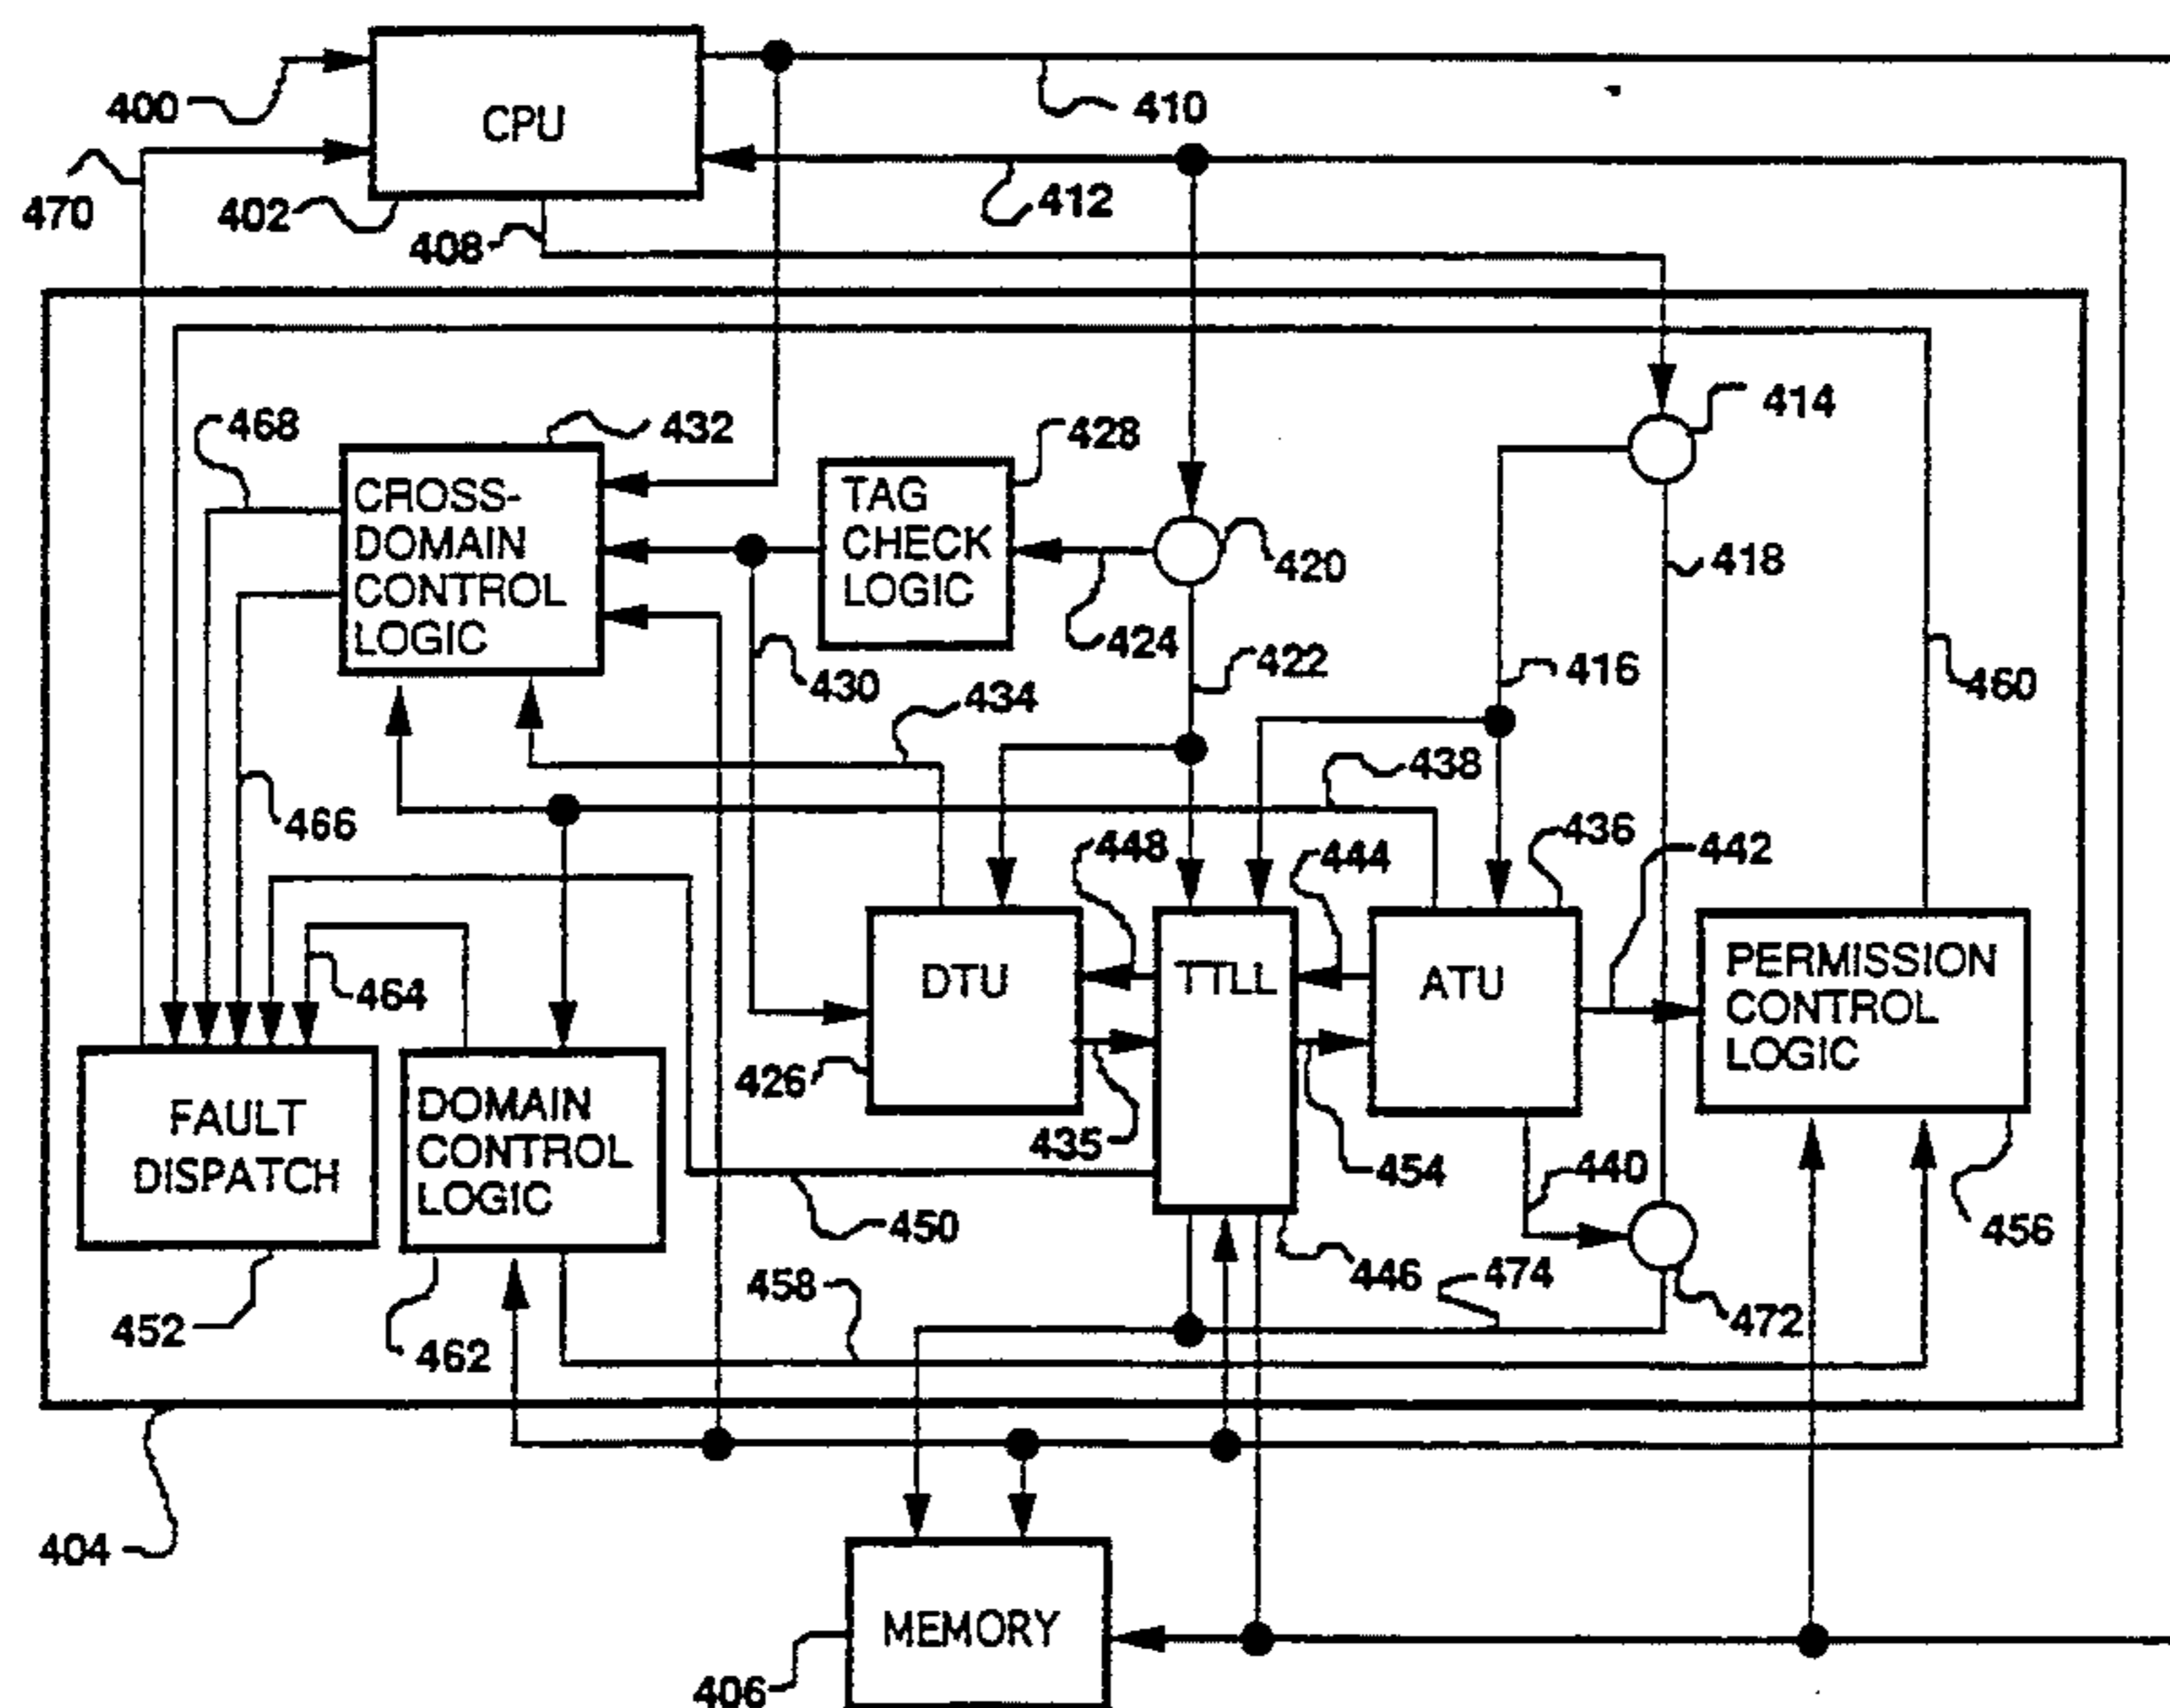 400
CPU
410
470
402
408
412
414
468
432
428
CROSS-
DOMAIN
CONTROL
LOGIC
TAG
CHECK
LOGIC
420
418
424
422
416
430
434
460
438
466
448
444
436
442
464
DTU
TTLL
ATU
PERMISSION
CONTROL
LOGIC
426
FAULT
DISPATCH
DOMAIN
CONTROL
LOGIC
435
454
440
450
456
458
446
474
452
462
472
404
MEMORY
406